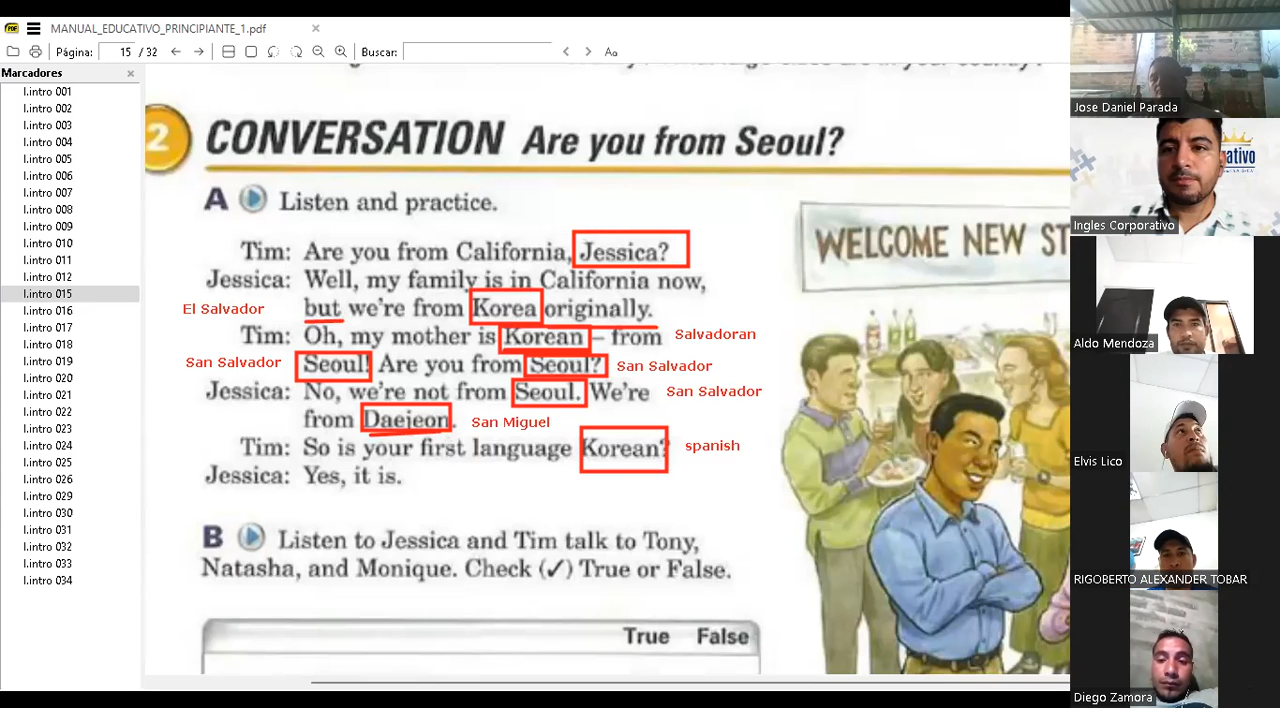 MANUAL_EDUCATIVO_PRINCIPIANTE_1.pdf
Página: 15 / 32 Buscar: Aa
Marcadores
I.intro 001
I.intro 002
I.intro 003
I.intro 004
I.intro 005
I.intro 006
I.intro 007
I.intro 008
I.intro 009
I.intro 010
I.intro 011
I.intro 012
I.intro 015
I.intro 016
I.intro 017
I.intro 018
I.intro 019
I.intro 020
I.intro 021
I.intro 022
I.intro 023
I.intro 024
I.intro 025
I.intro 026
I.intro 029
I.intro 030
I.intro 031
I.intro 032
I.intro 033
I.intro 034
2 CONVERSATION Are you from Seoul?
A Listen and practice.
Tim: Are you from California, Jessica?
Jessica: Well, my family is in California now,
El Salvador but we're from Korea originally.
Tim: Oh, my mother is Korean – from Salvadoran
San Salvador Seoul! Are you from Seoul? San Salvador
Jessica: No, we're not from Seoul. We're San Salvador
from Daejeon. San Miguel
Tim: So is your first language Korean? spanish
Jessica: Yes, it is.
B Listen to Jessica and Tim talk to Tony,
Natasha, and Monique. Check (✓) True or False.
True False
WELCOME NEW ST
Jose Daniel Parada
ativo
Ingles Corporativo
Aldo Mendoza
Elvis Lico
RIGOBERTO ALEXANDER TOBAR
Diego Zamora